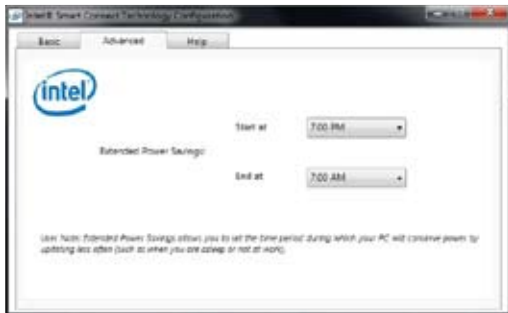 Intel® Smart Connect Technology Configuration
Basic Advanced Help
intel
Start at 7:00 PM
Extended Power Savings:
End at 7:00 AM
User Note: Extended Power Savings allows you to set the time period during which your PC will conserve power by
updating less often (such as when you are asleep or not at work).